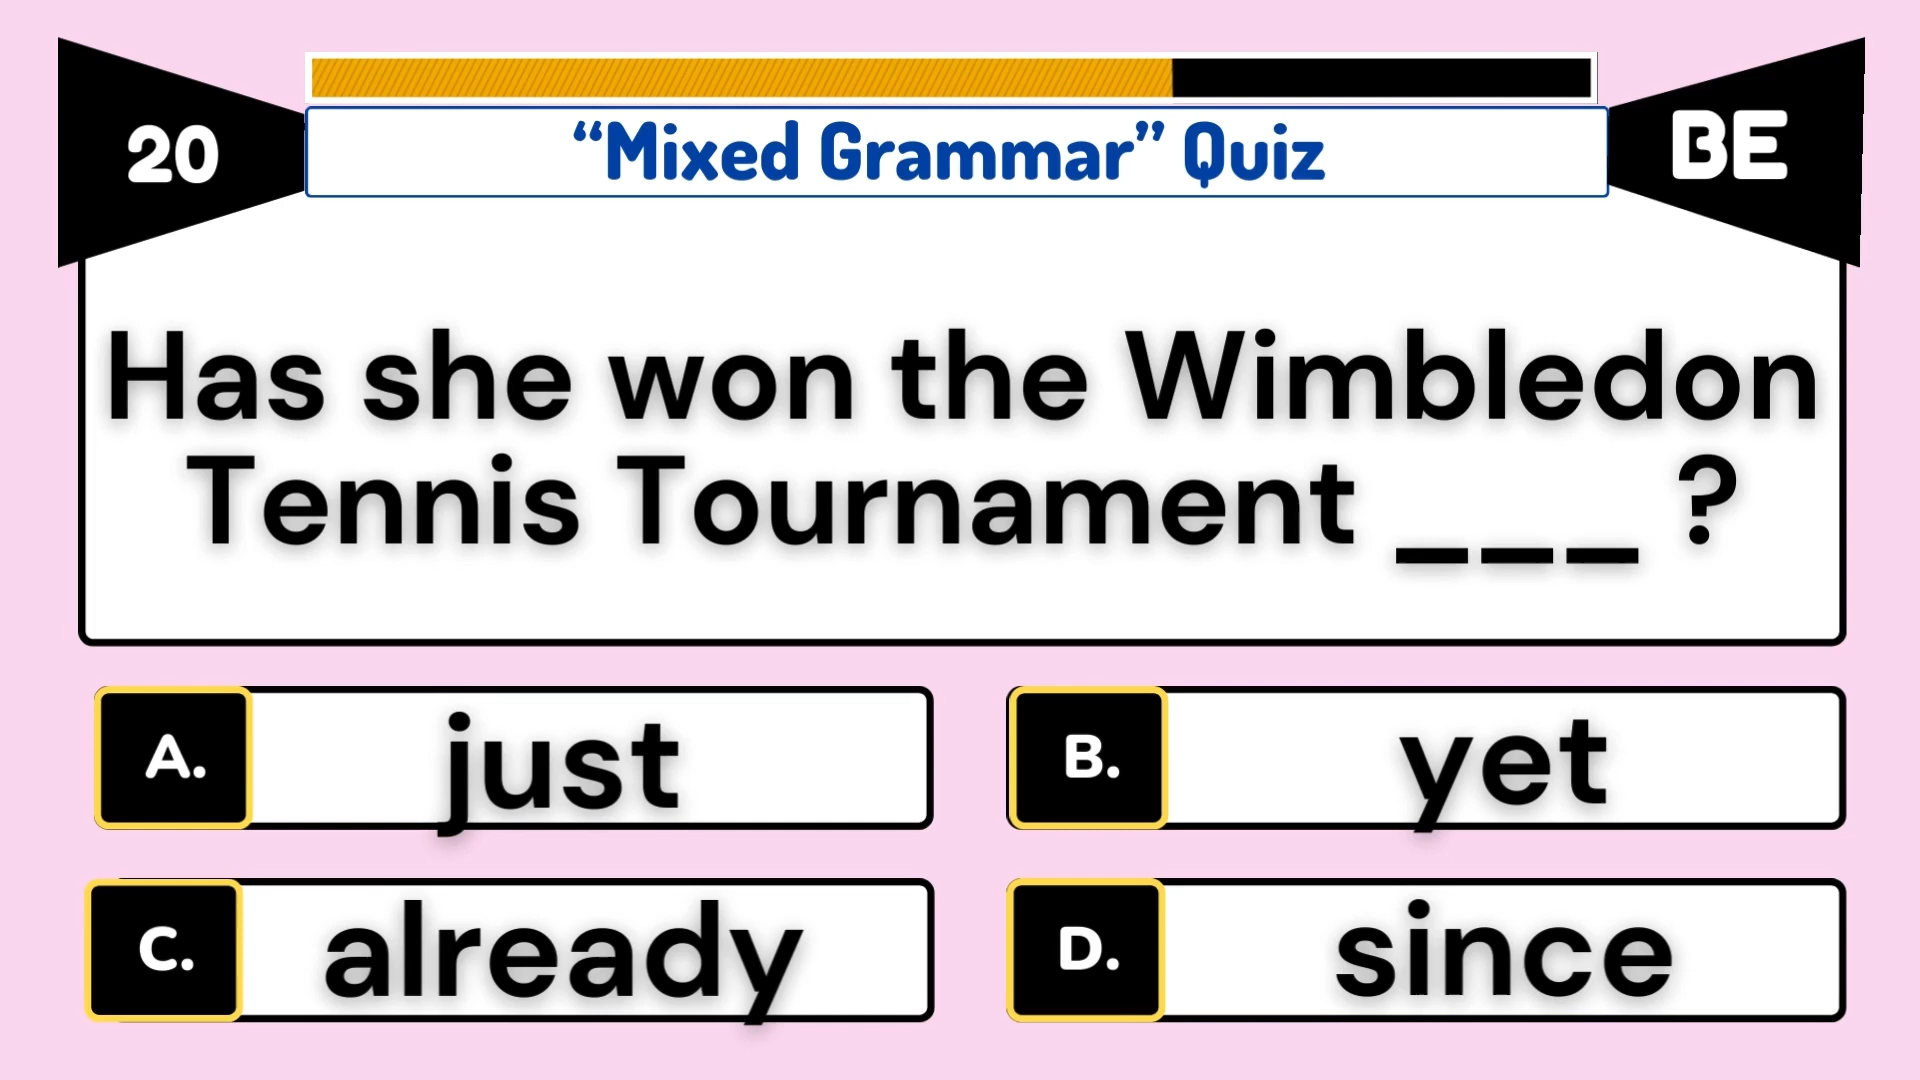 20
“Mixed Grammar” Quiz
BE
Has she won the Wimbledon
Tennis Tournament ___ ?
A. just
B. yet
C. already
D. since